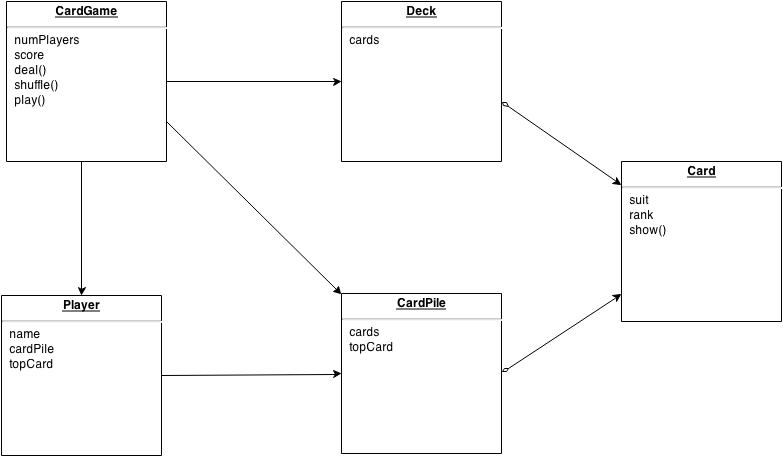 CardGame
numPlayers
score
deal()
shuffle()
play()
Deck
cards
Card
suit
rank
show()
Player
name
cardPile
topCard
CardPile
cards
topCard